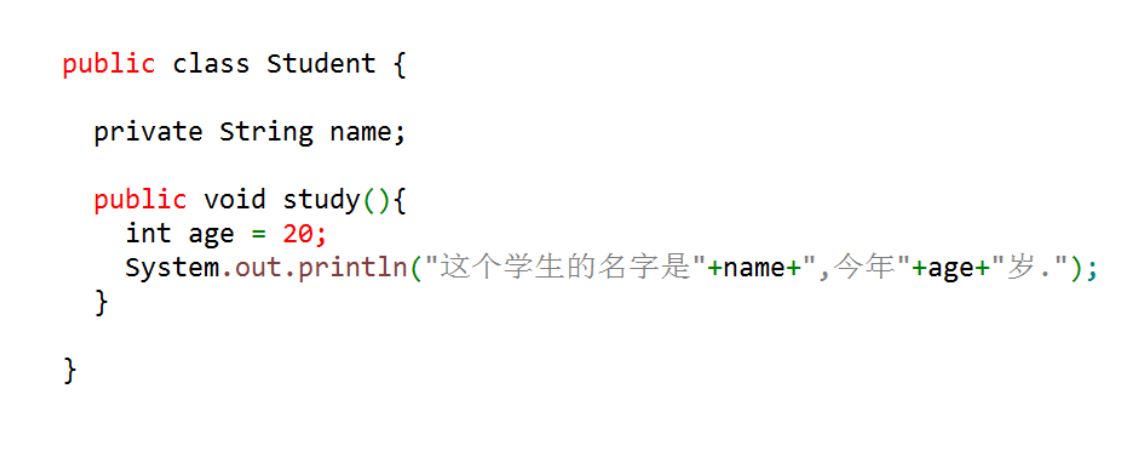 public class Student {
private String name;
public void study(){
int age = 20;
System.out.println("这个学生的名字是"+name+",今年"+age+"岁.");
}
}